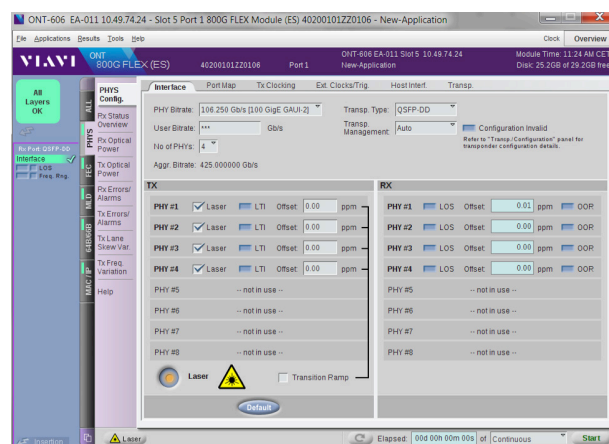 ONT-606 EA-011 10.49.74.24 - Slot 5 Port 1 800G FLEX Module (ES) 40200101ZZ0106 - New-Application
File Applications Results Tools Help Clock Overview
VIAVI ONT 800G FLEX (ES) 40200101ZZ0106 Port 1 ONT-606 EA-011 Slot 5 10.49.74.24 New-Application Module Time: 11:24 AM CET Disk: 25.2GB of 29.2GB free
All Layers OK
Rx Port: QSFP-DD
Interface
LOS
Freq. Rng.
Insertion
ALL
PHYS
FEC
MLD
64B/66B
MAC / IP
PHYS Config.
Rx Status Overview
Rx Optical Power
Tx Optical Power
Rx Errors/ Alarms
Tx Errors/ Alarms
Tx Lane Skew Var.
Tx Freq. Variation
Help
Interface Port Map Tx Clocking Ext. Clocks/Trig. Host Interf. Transp.
PHY Bitrate: 106.250 Gb/s [100 GigE GAUI-2] Transp. Type: QSFP-DD
User Bitrate: *** Gb/s Transp. Management: Auto Configuration Invalid
No of PHYs: 4 Refer to "Transp./Configuration" panel for transponder configuration details.
Aggr. Bitrate: 425.000000 Gb/s
TX
PHY #1 Laser LTI Offset 0.00 ppm
PHY #2 Laser LTI Offset 0.00 ppm
PHY #3 Laser LTI Offset 0.00 ppm
PHY #4 Laser LTI Offset 0.00 ppm
PHY #5 -- not in use --
PHY #6 -- not in use --
PHY #7 -- not in use --
PHY #8 -- not in use --
Laser Transition Ramp
Default
RX
PHY #1 LOS Offset 0.01 ppm OOR
PHY #2 LOS Offset 0.00 ppm OOR
PHY #3 LOS Offset 0.00 ppm OOR
PHY #4 LOS Offset 0.00 ppm OOR
PHY #5 -- not in use --
PHY #6 -- not in use --
PHY #7 -- not in use --
PHY #8 -- not in use --
Laser Elapsed: 00d 00h 00m 00s of Continuous Start